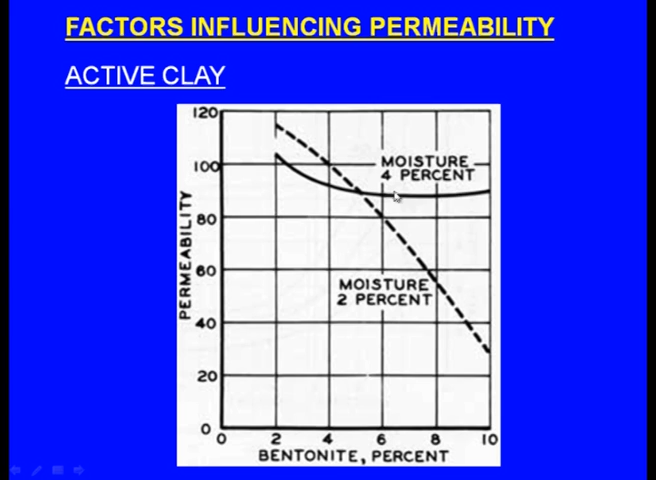 FACTORS INFLUENCING PERMEABILITY
ACTIVE CLAY
120
100
80
60
40
20
0
PERMEABILITY
MOISTURE
4 PERCENT
MOISTURE
2 PERCENT
0 2 4 6 8 10
BENTONITE, PERCENT